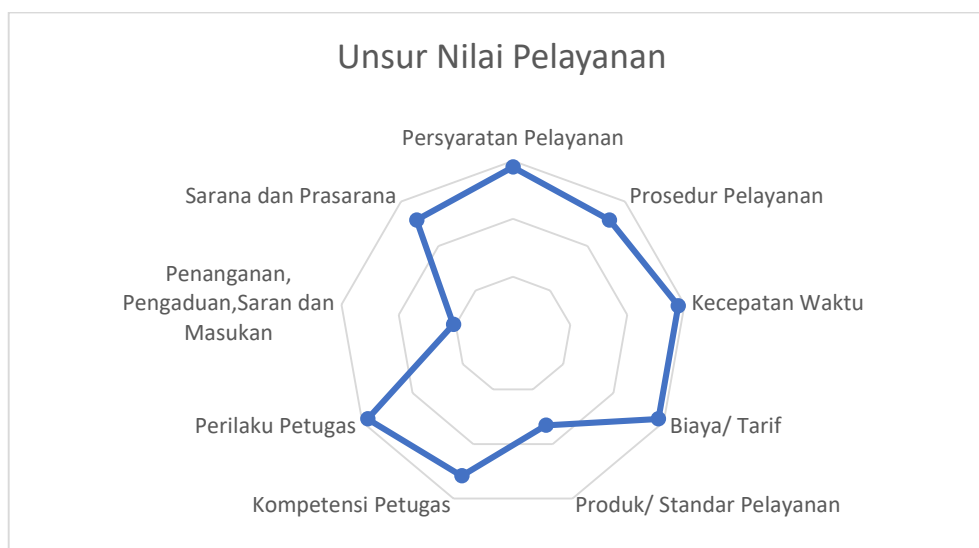 Unsur Nilai Pelayanan
Persyaratan Pelayanan
Prosedur Pelayanan
Kecepatan Waktu
Biaya/ Tarif
Produk/ Standar Pelayanan
Kompetensi Petugas
Perilaku Petugas
Penanganan,
Pengaduan,Saran dan
Masukan
Sarana dan Prasarana